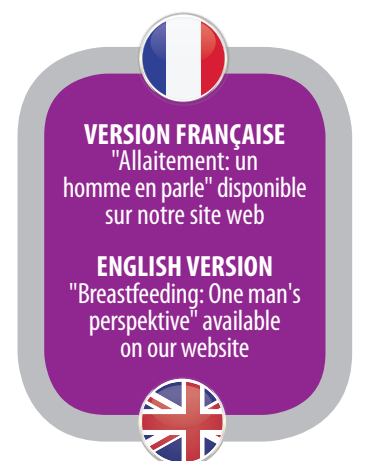 VERSION FRANÇAISE
"Allaitement: un
homme en parle" disponible
sur notre site web
ENGLISH VERSION
"Breastfeeding: One man's
perspektive" available
on our website